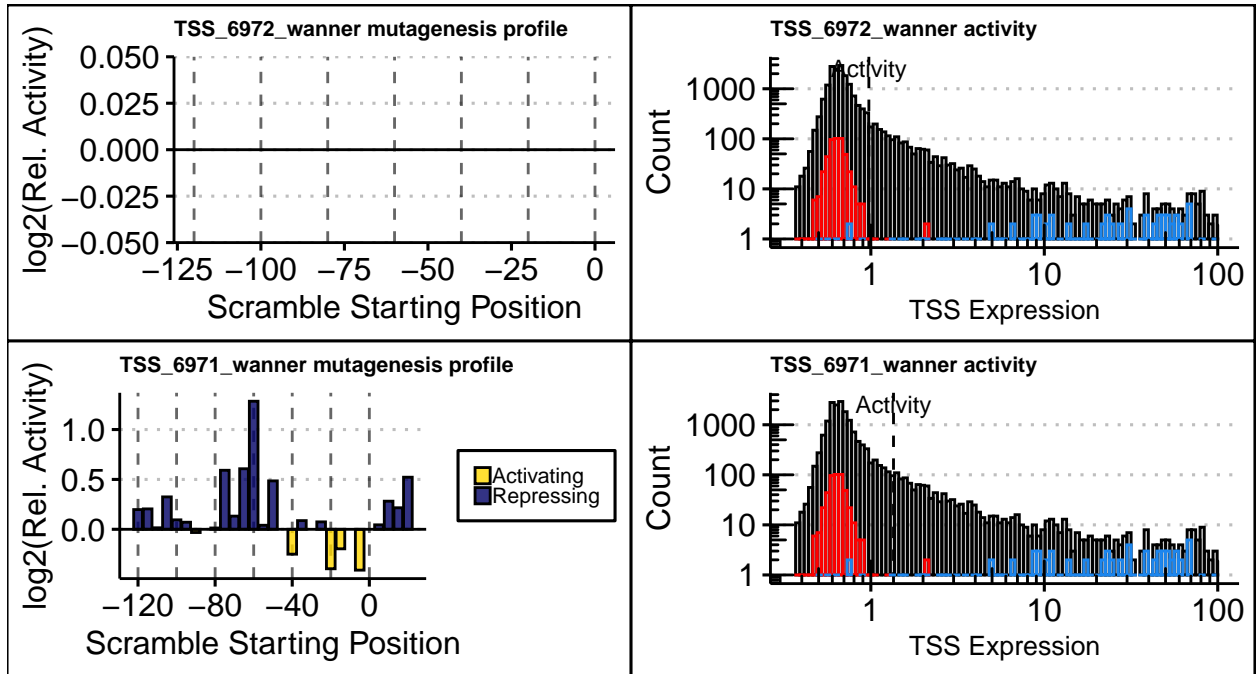 TSS_6972_wanner mutagenesis profile
log2(Rel. Activity)
0.050
0.025
0.000
−0.025
−0.050
−125 −100 −75 −50 −25 0
Scramble Starting Position
TSS_6972_wanner activity
Activity
Count
1000
100
10
1
1 10 100
TSS Expression
TSS_6971_wanner mutagenesis profile
log2(Rel. Activity)
1.0
0.5
0.0
−120 −80 −40 0
Scramble Starting Position
Activating
Repressing
TSS_6971_wanner activity
Activity
Count
1000
100
10
1
1 10 100
TSS Expression